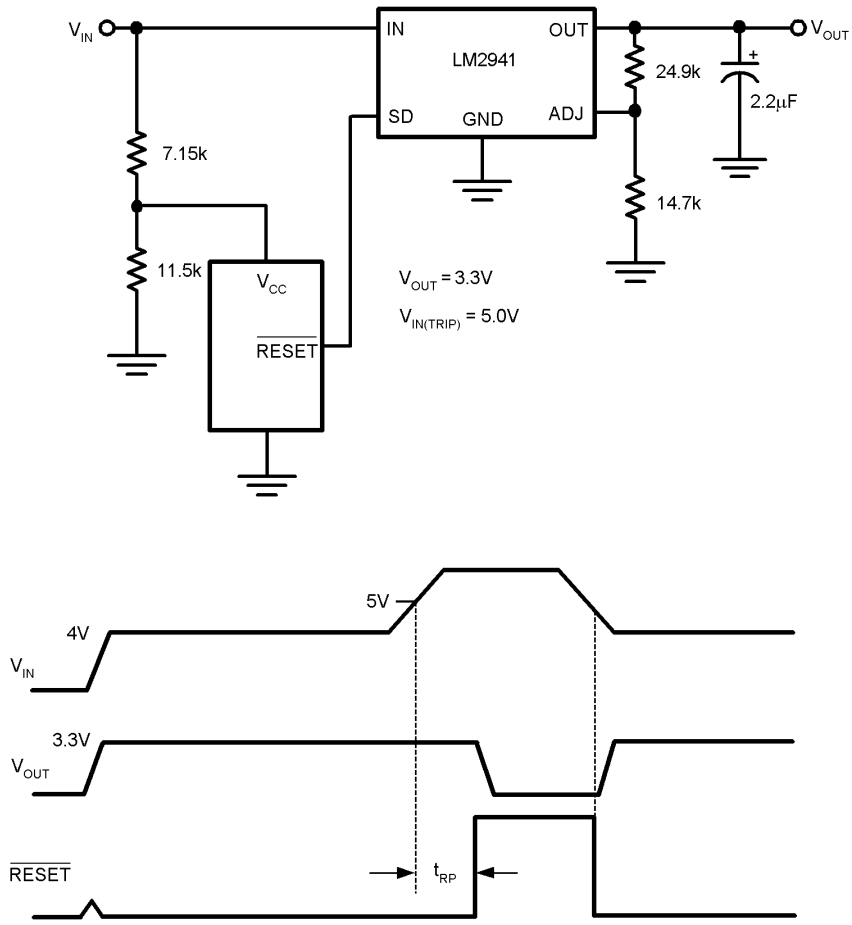 VIN
IN
OUT
VOUT
LM2941
24.9k
2.2μF
SD
GND
ADJ
7.15k
14.7k
11.5k
VCC
VOUT = 3.3V
VIN(TRIP) = 5.0V
RESET
5V
4V
VIN
3.3V
VOUT
RESET
tRP